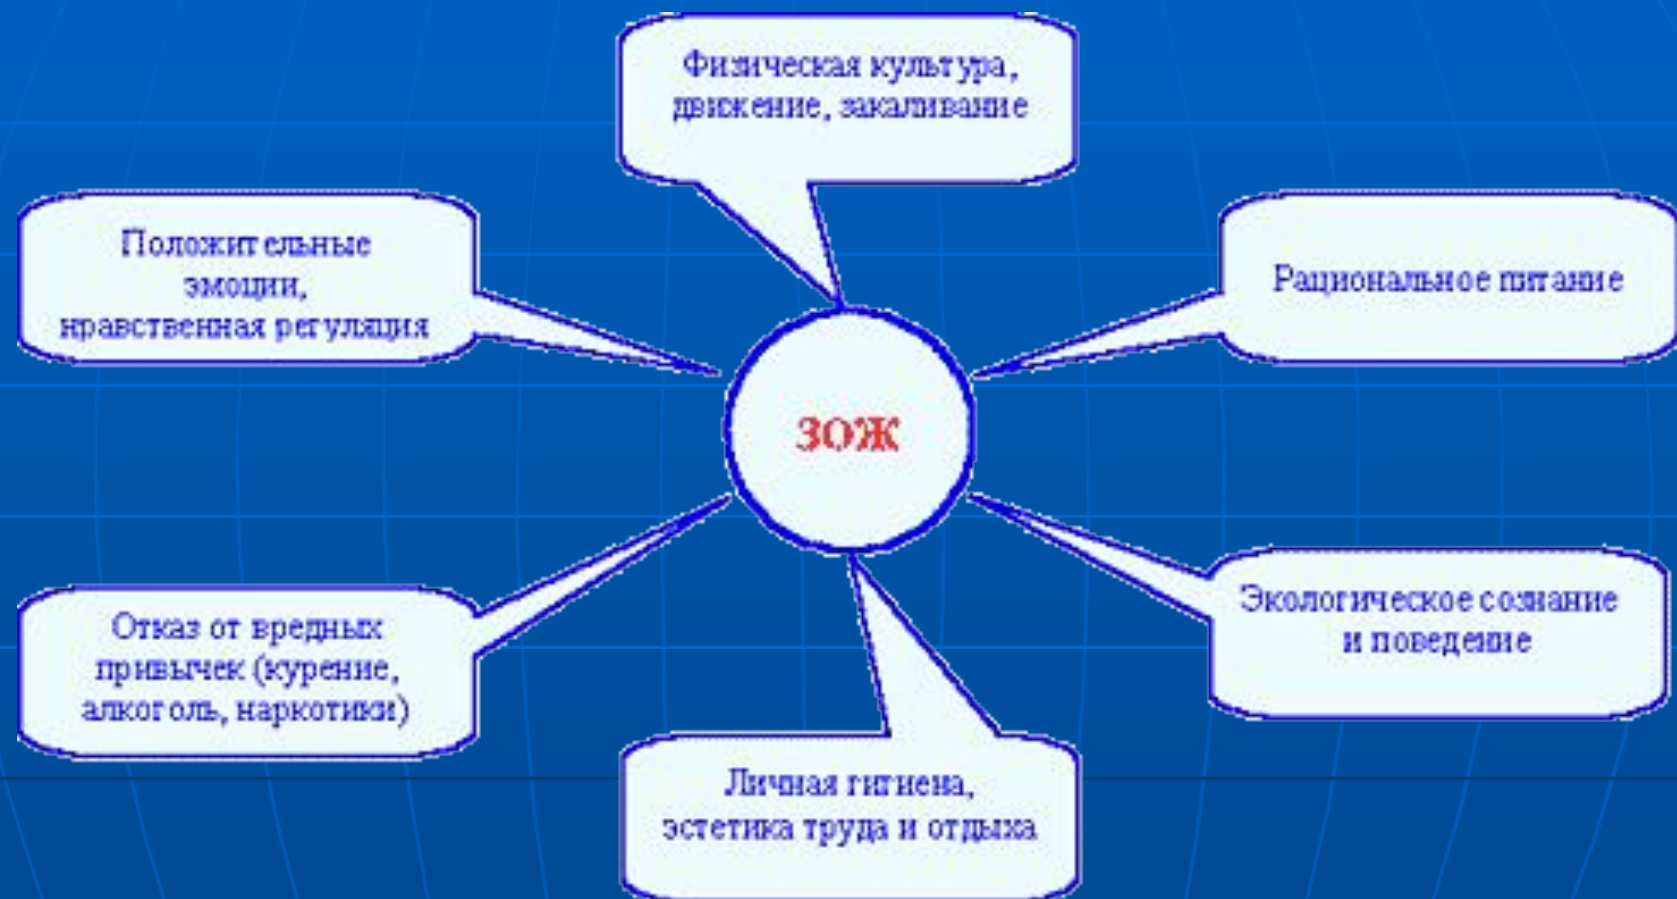 Физическая культура,
движение, закаливание
Положительные
эмоции,
нравственная регуляция
Рациональное питание
ЗОЖ
Отказ от вредных
привычек (курение,
алкоголь, наркотики)
Экологическое сознание
и поведение
Личная гигиена,
эстетика труда и отдыха